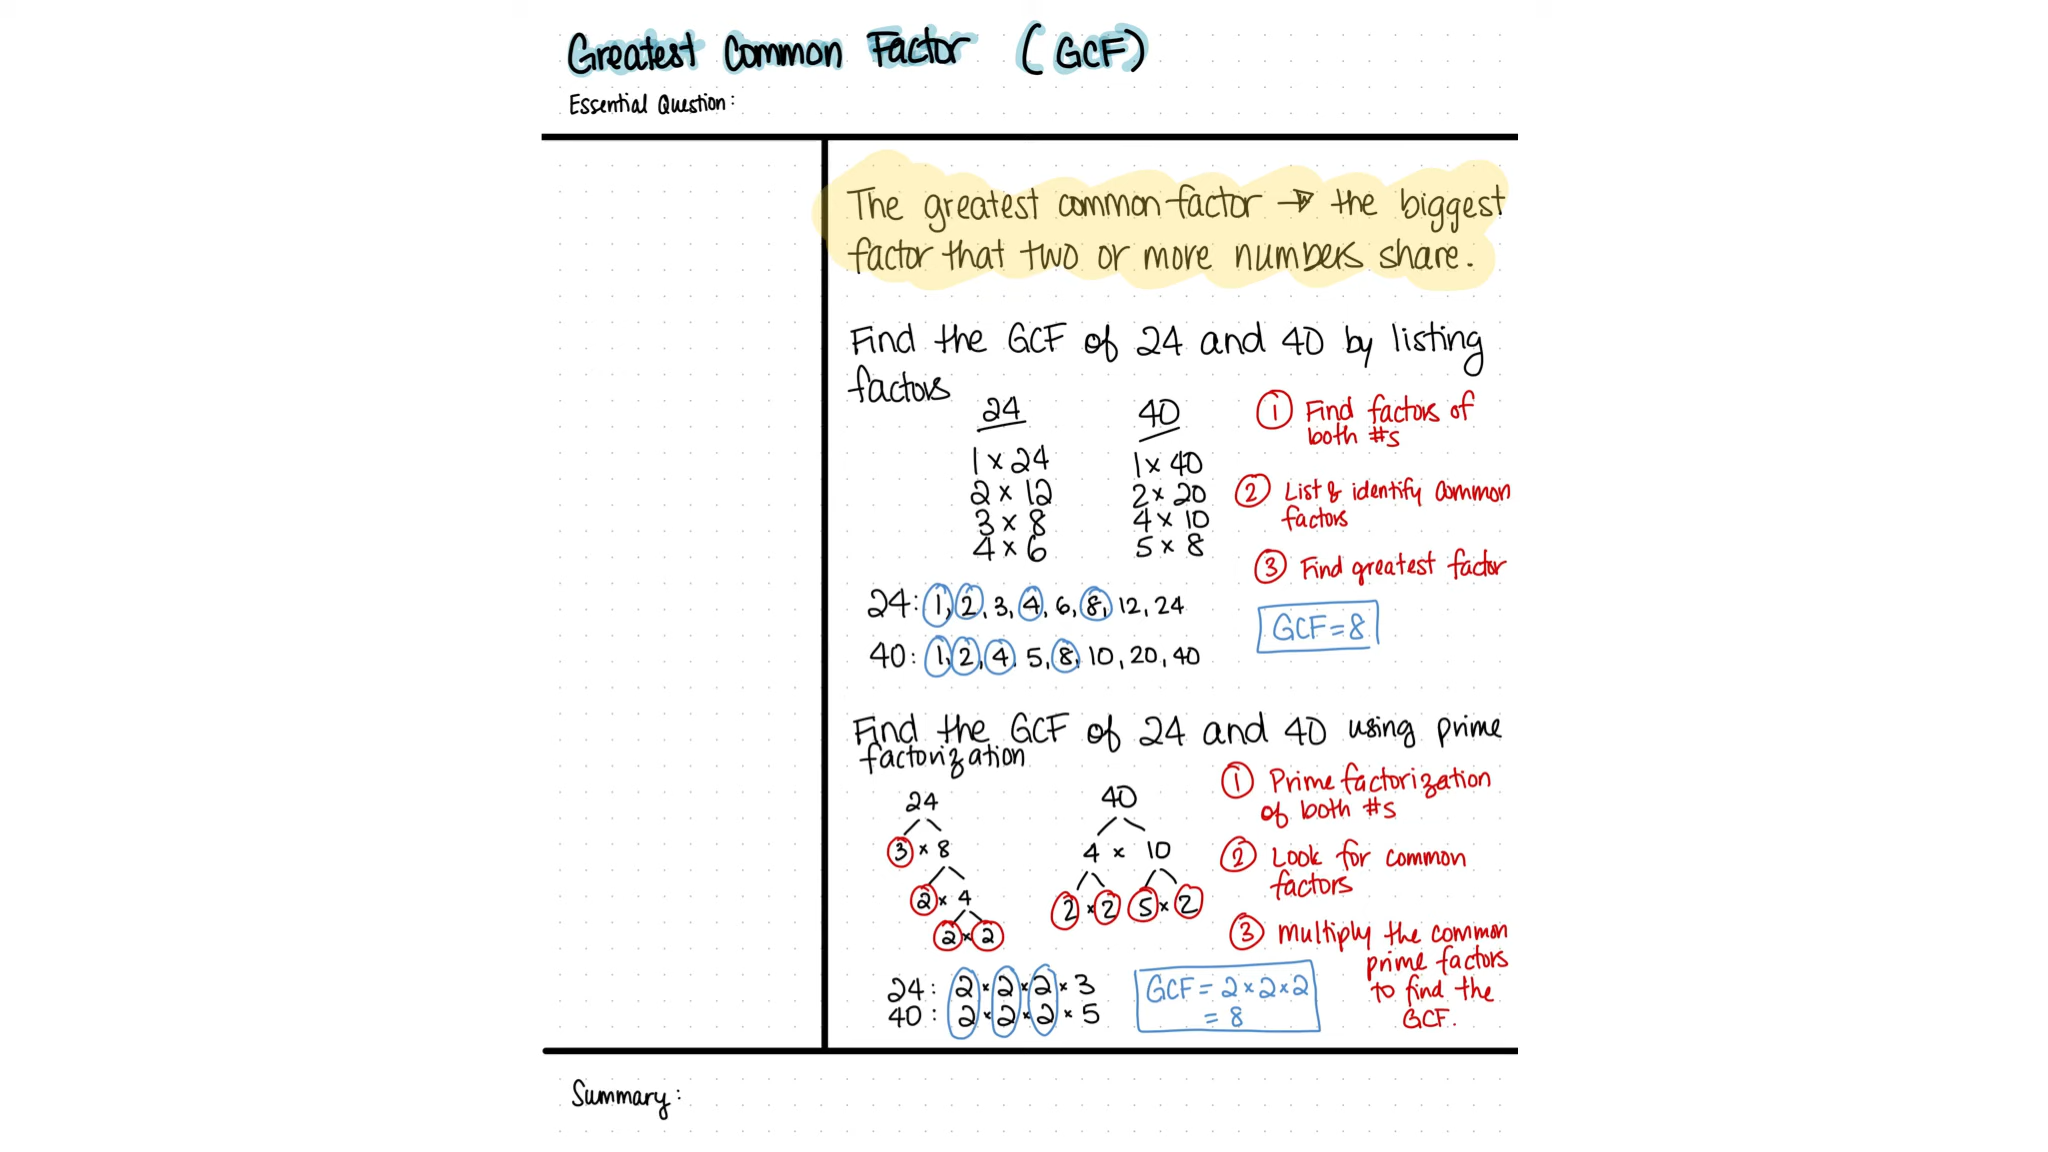 Greatest Common Factor (GCF)
Essential Question:
The greatest common factor → the biggest
factor that two or more numbers share.
Find the GCF of 24 and 40 by listing
factors
24
1 x 24
2 x 12
3 x 8
4 x 6
40
1 x 40
2 x 20
4 x 10
5 x 8
① Find factors of
both #s
② List & identify common
factors
③ Find greatest factor
24: 1, 2, 3, 4, 6, 8, 12, 24
40: 1, 2, 4, 5, 8, 10, 20, 40
GCF = 8
Find the GCF of 24 and 40 using prime
factorization
24
3 x 8
2 x 4
2 x 2
40
4 x 10
2 x 2 5 x 2
① Prime factorization
of both #s
② Look for common
factors
③ Multiply the common
prime factors
to find the
GCF.
24: 2 x 2 x 2 x 3
40: 2 x 2 x 2 x 5
GCF = 2 x 2 x 2
= 8
Summary: